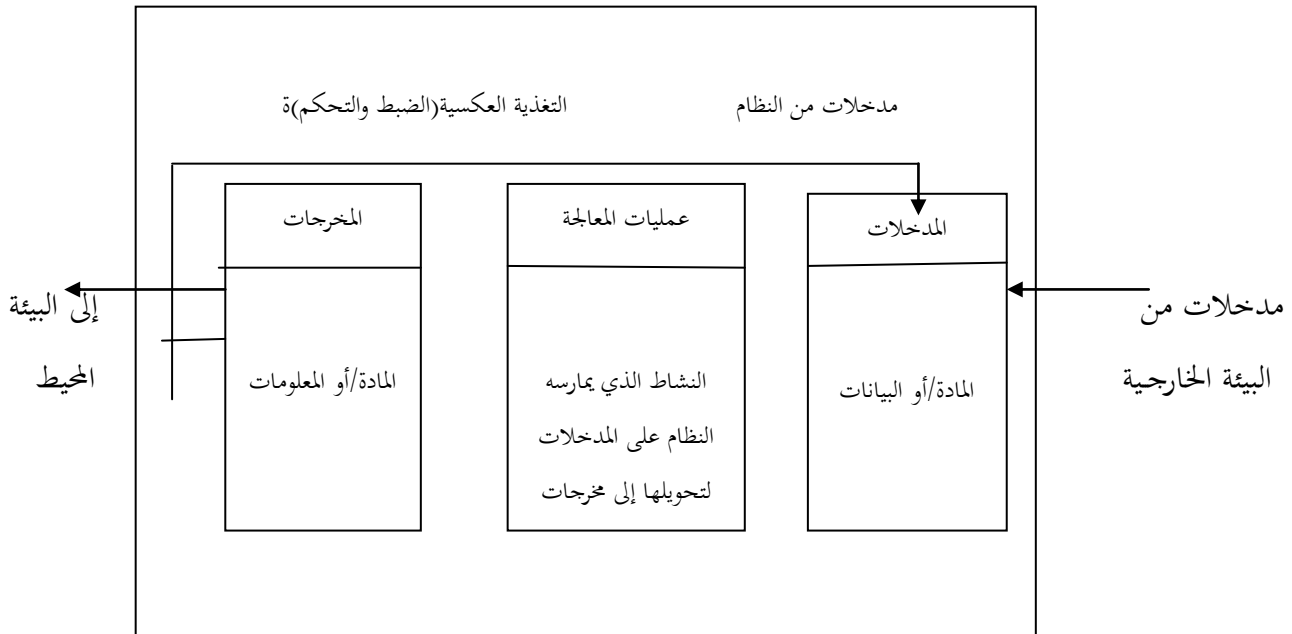 مدخلات من النظام
التغذية العكسية(الضبط والتحكم)ة
مدخلات من
البيئة الخارجية
المدخلات
المادة/أو البيانات
عمليات المعالجة
النشاط الذي يمارسه
النظام على المدخلات
لتحويلها إلى مخرجات
المخرجات
المادة/أو المعلومات
إلى البيئة
المحيط